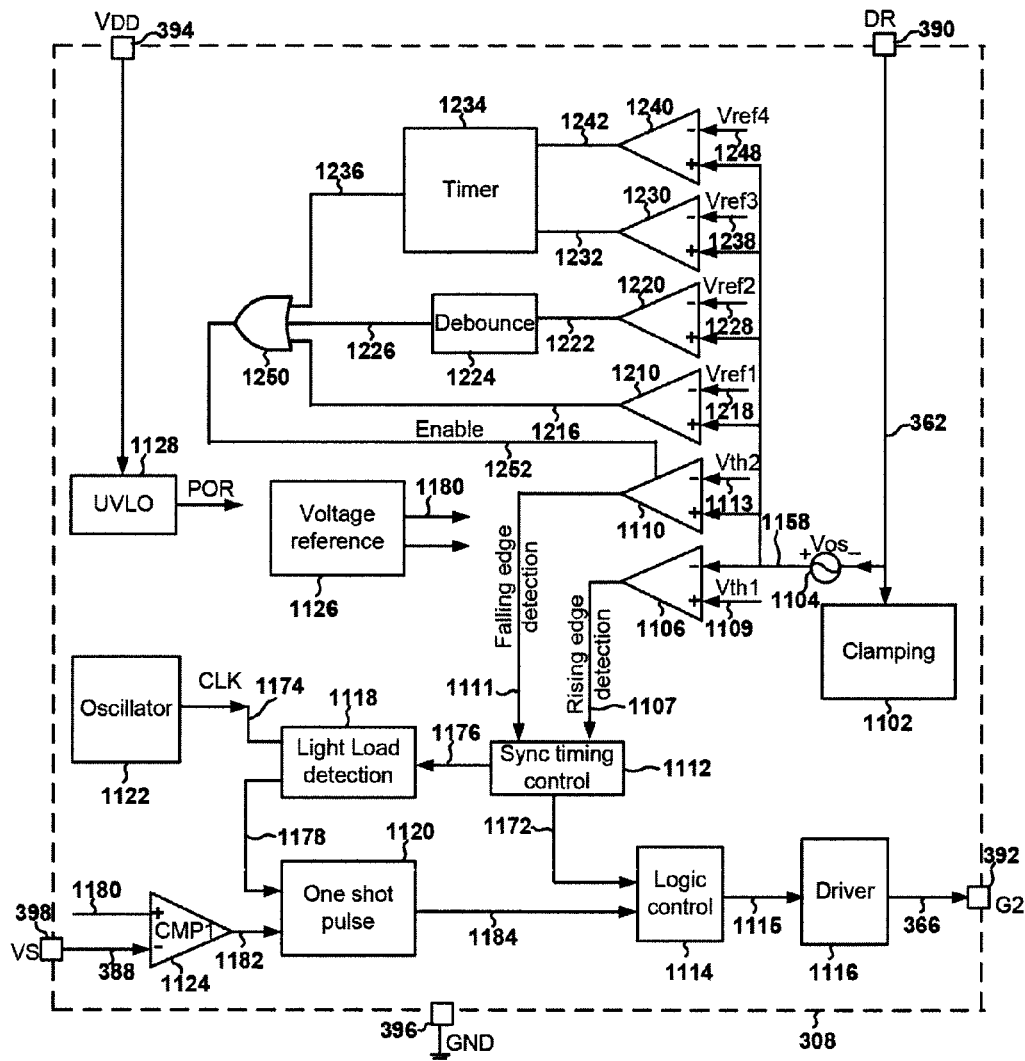 VDD
394
DR
390
1234
1242
1240
Vref4
1248
-
+
1236
Timer
1230
Vref3
1238
-
+
1232
1220
Vref2
1228
-
+
Debounce
1222
1226
1224
1250
1210
Vref1
1218
-
+
Enable
1216
362
1252
1128
UVLO
POR
1180
Voltage
reference
1126
Vth2
1113
-
+
1110
1158
+
Vos
-
1104
Falling edge
detection
Rising edge
detection
-
+
Vth1
1109
1106
Clamping
1102
CLK
1174
1118
1111
1107
Oscillator
1122
Light Load
detection
1176
Sync timing
control
1112
1178
1120
1172
392
1180
398
VS
388
+
-
CMP1
1124
1182
One shot
pulse
1184
Logic
control
1114
1115
Driver
1116
366
G2
396
GND
308